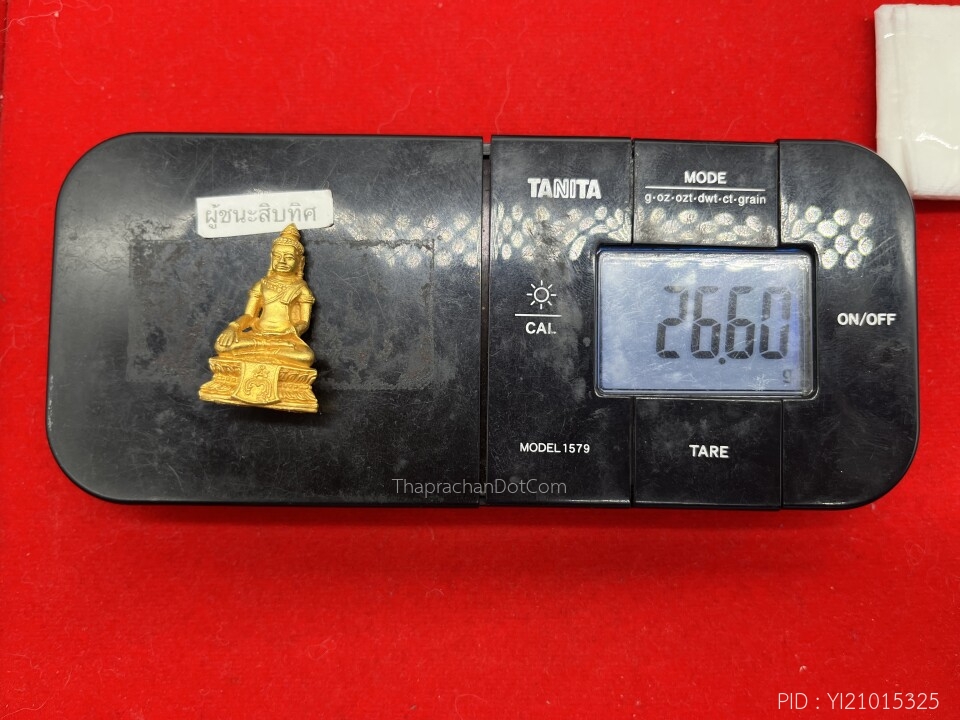 ผู้ชนะสิบทิศ
TANITA
MODE
g·oz·ozt·dwt·ct·grain
CAL
26.60
g
ON/OFF
MODEL 1579
TARE
ThaprachanDotCom
PID : YI21015325